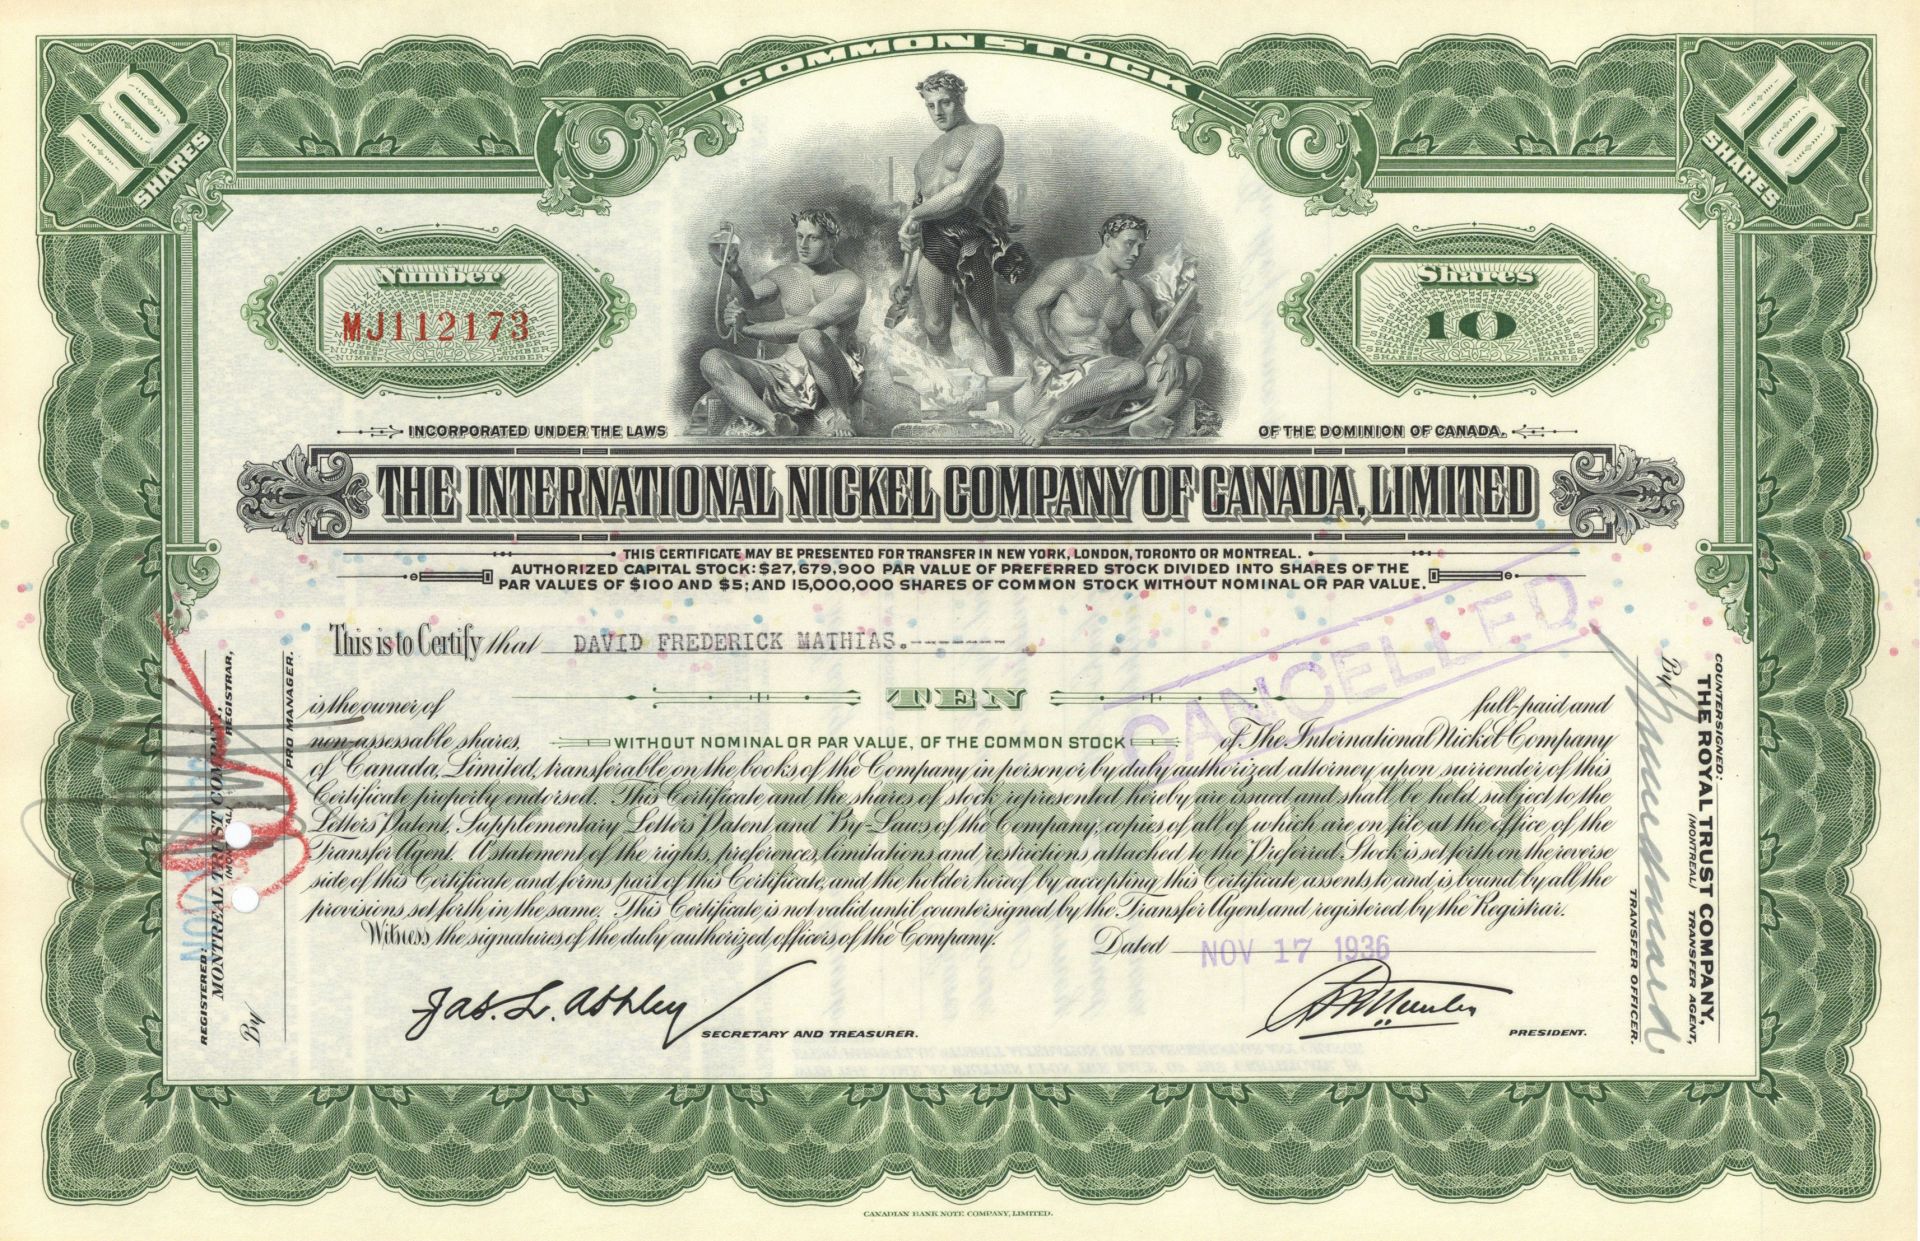 COMMON STOCK
10 SHARES
10 SHARES
Number
MJ112173
Shares
10
INCORPORATED UNDER THE LAWS OF THE DOMINION OF CANADA.
THE INTERNATIONAL NICKEL COMPANY OF CANADA, LIMITED
THIS CERTIFICATE MAY BE PRESENTED FOR TRANSFER IN NEW YORK, LONDON, TORONTO OR MONTREAL.
AUTHORIZED CAPITAL STOCK: $27,679,900 PAR VALUE OF PREFERRED STOCK DIVIDED INTO SHARES OF THE
PAR VALUES OF $100 AND $5; AND 15,000,000 SHARES OF COMMON STOCK WITHOUT NOMINAL OR PAR VALUE.
CANCELLED
This is to Certify that DAVID FREDERICK MATHIAS.-------
is the owner of TEN full-paid and
non-assessable shares, WITHOUT NOMINAL OR PAR VALUE, OF THE COMMON STOCK of The International Nickel Company
of Canada, Limited, transferable on the books of the Company in person or by duly authorized attorney upon surrender of this
Certificate properly endorsed. This Certificate and the shares of stock represented hereby are issued and shall be held subject to the
Letters Patent, Supplementary Letters Patent and By-Laws of the Company, copies of all of which are on file at the office of the
Transfer Agent. A statement of the rights, preferences, limitations and restrictions attached to the Preferred Stock is set forth on the reverse
side of this Certificate and forms part of this Certificate, and the holder hereof by accepting this Certificate assents to and is bound by all the
provisions set forth in the same. This Certificate is not valid until countersigned by the Transfer Agent and registered by the Registrar.
COMMON
Witness the signatures of the duly authorized officers of the Company.
Dated NOV 17 1936
Jas. L. Ashley
SECRETARY AND TREASURER.
PRESIDENT.
REGISTERED:
MONTREAL TRUST COMPANY,
REGISTRAR,
By
PRO MANAGER.
NOV
COUNTERSIGNED:
THE ROYAL TRUST COMPANY,
(MONTREAL) TRANSFER AGENT,
By
TRANSFER OFFICER.
CANADIAN BANK NOTE COMPANY, LIMITED.